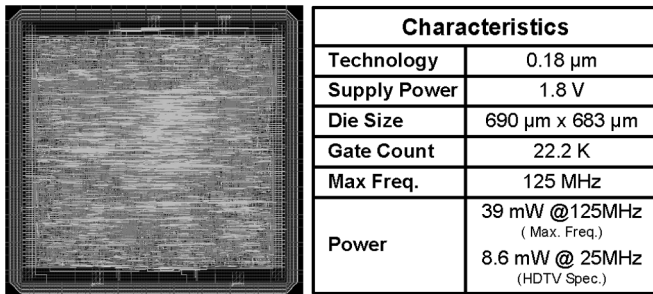 Characteristics
Technology 0.18 µm
Supply Power 1.8 V
Die Size 690 µm x 683 µm
Gate Count 22.2 K
Max Freq. 125 MHz
Power 39 mW @125MHz
( Max. Freq.)
8.6 mW @ 25MHz
(HDTV Spec.)